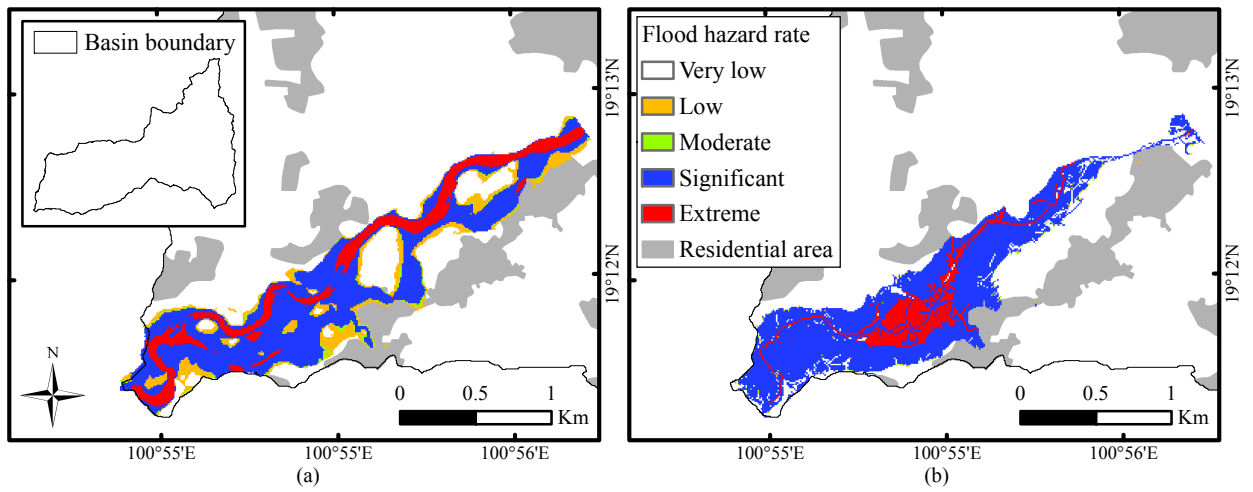 Basin boundary
N
0 0.5 1
Km
100°55'E 100°55'E 100°56'E
(a)
Flood hazard rate
Very low
Low
Moderate
Significant
Extreme
Residential area
19°13'N
19°12'N
0 0.5 1
Km
100°55'E 100°55'E 100°56'E
(b)
19°13'N
19°12'N